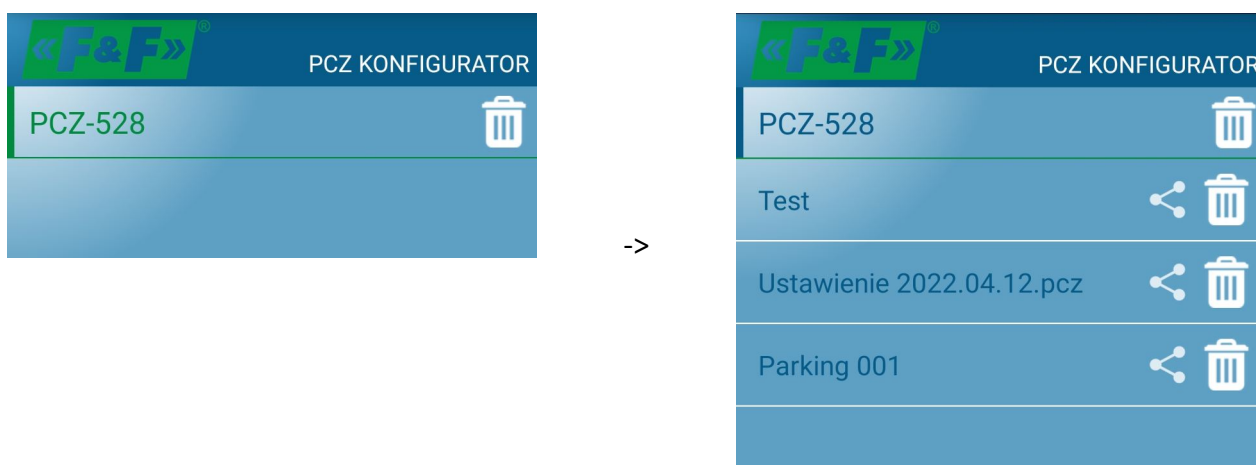 «F&F»®
PCZ KONFIGURATOR
PCZ-528
->
«F&F»®
PCZ KONFIGURATOR
PCZ-528
Test
Ustawienie 2022.04.12.pcz
Parking 001